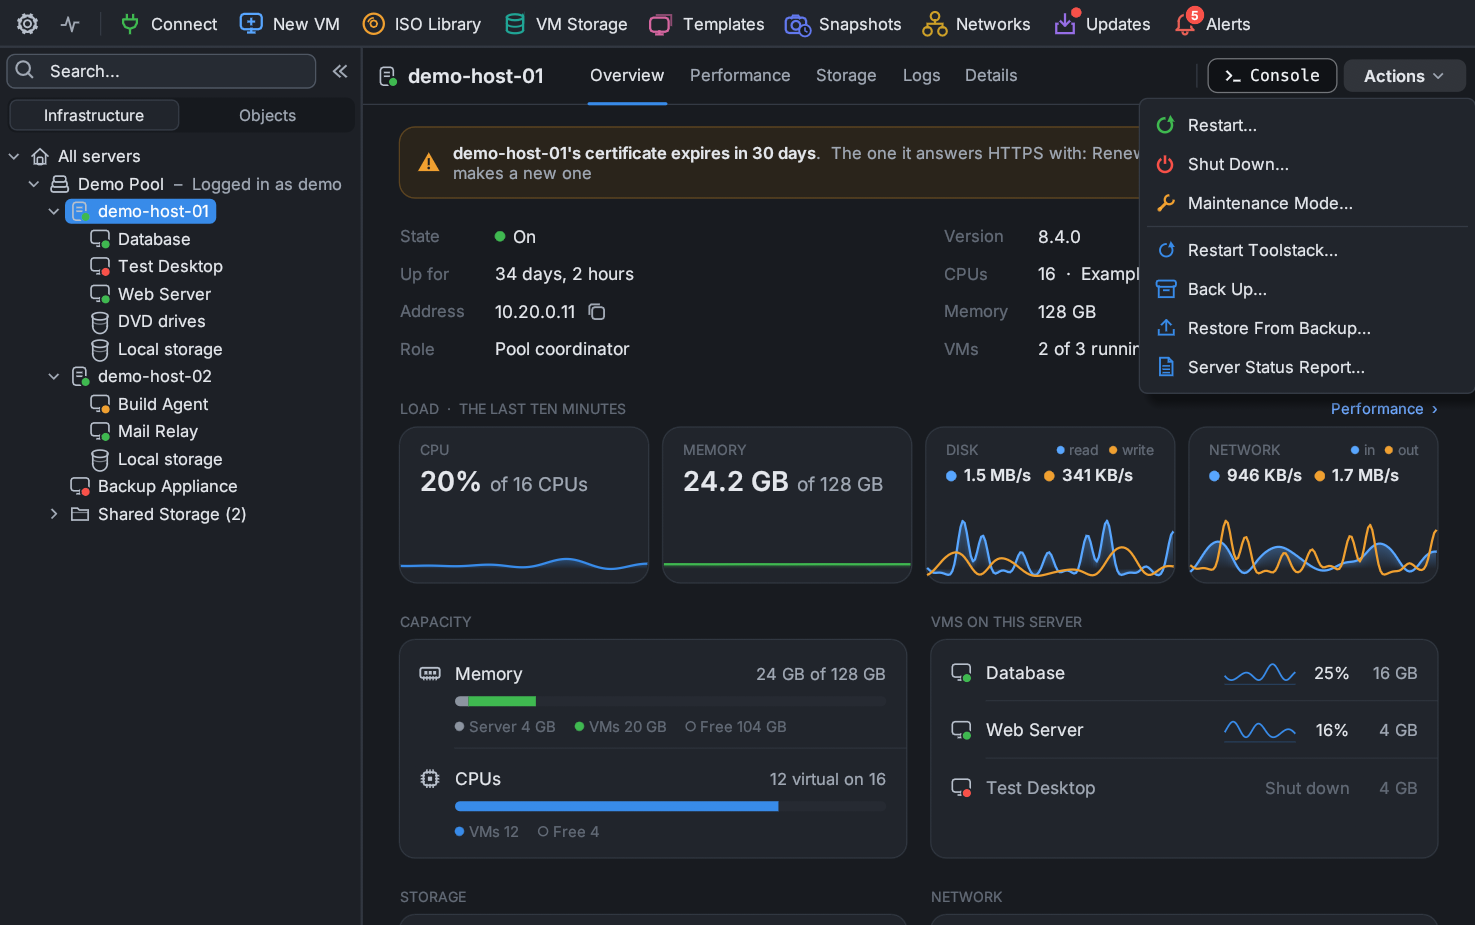 Connect New VM ISO Library VM Storage Templates Snapshots Networks Updates 5 Alerts
Search...
demo-host-01 Overview Performance Storage Logs Details >_ Console Actions
Infrastructure Objects
All servers
Demo Pool – Logged in as demo
demo-host-01
Database
Test Desktop
Web Server
DVD drives
Local storage
demo-host-02
Build Agent
Mail Relay
Local storage
Backup Appliance
Shared Storage (2)
Restart...
Shut Down...
Maintenance Mode...
Restart Toolstack...
Back Up...
Restore From Backup...
Server Status Report...
demo-host-01's certificate expires in 30 days. The one it answers HTTPS with: Renew
makes a new one
State On
Up for 34 days, 2 hours
Address 10.20.0.11
Role Pool coordinator
Version 8.4.0
CPUs 16 ·
Memory 128 GB
VMs 2 of 3
LOAD · THE LAST TEN MINUTES Performance ›
CPU
20% of 16 CPUs
MEMORY
24.2 GB of 128 GB
DISK read write
1.5 MB/s 341 KB/s
NETWORK in out
946 KB/s 1.7 MB/s
CAPACITY
Memory 24 GB of 128 GB
Server 4 GB VMs 20 GB Free 104 GB
CPUs 12 virtual on 16
VMs 12 Free 4
VMS ON THIS SERVER
Database 25% 16 GB
Web Server 16% 4 GB
Test Desktop Shut down 4 GB
STORAGE
NETWORK